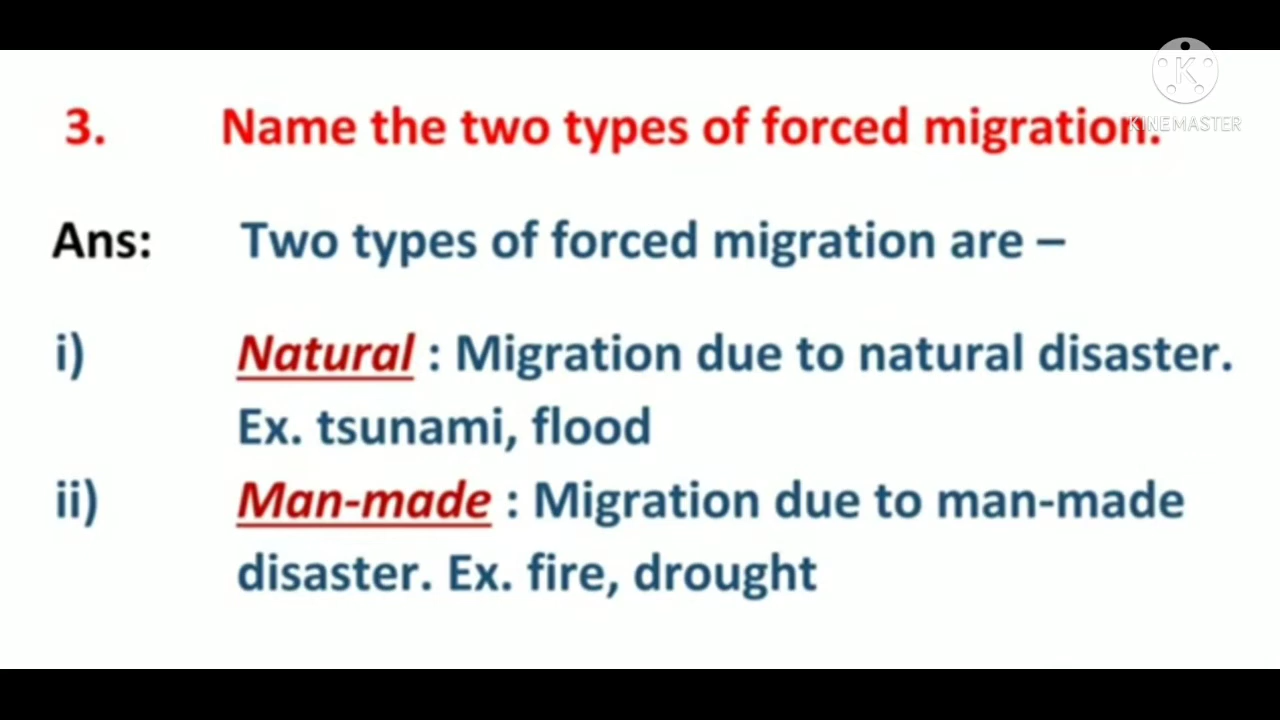 KINEMASTER
3. Name the two types of forced migration.
Ans: Two types of forced migration are –
i) Natural : Migration due to natural disaster.
Ex. tsunami, flood
ii) Man-made : Migration due to man-made
disaster. Ex. fire, drought